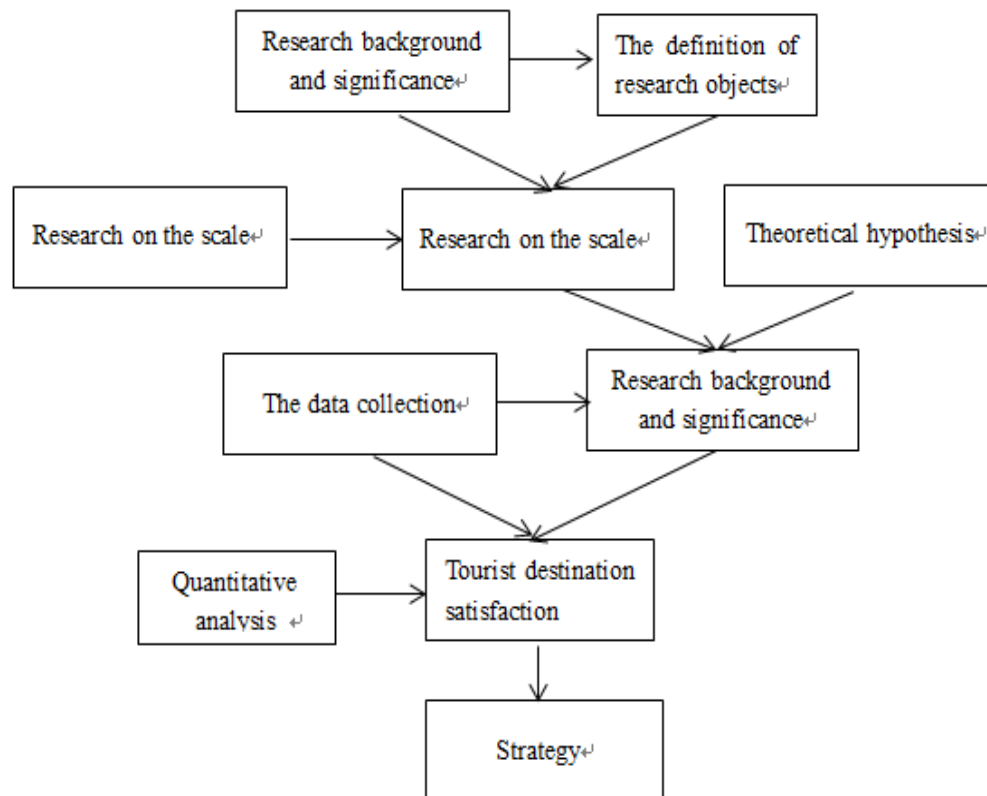 Research background
and significance↵
The definition of
research objects↵
Research on the scale↵
Research on the scale↵
Theoretical hypothesis↵
The data collection↵
Research background
and significance↵
Quantitative
analysis ↵
Tourist destination
satisfaction
Strategy↵